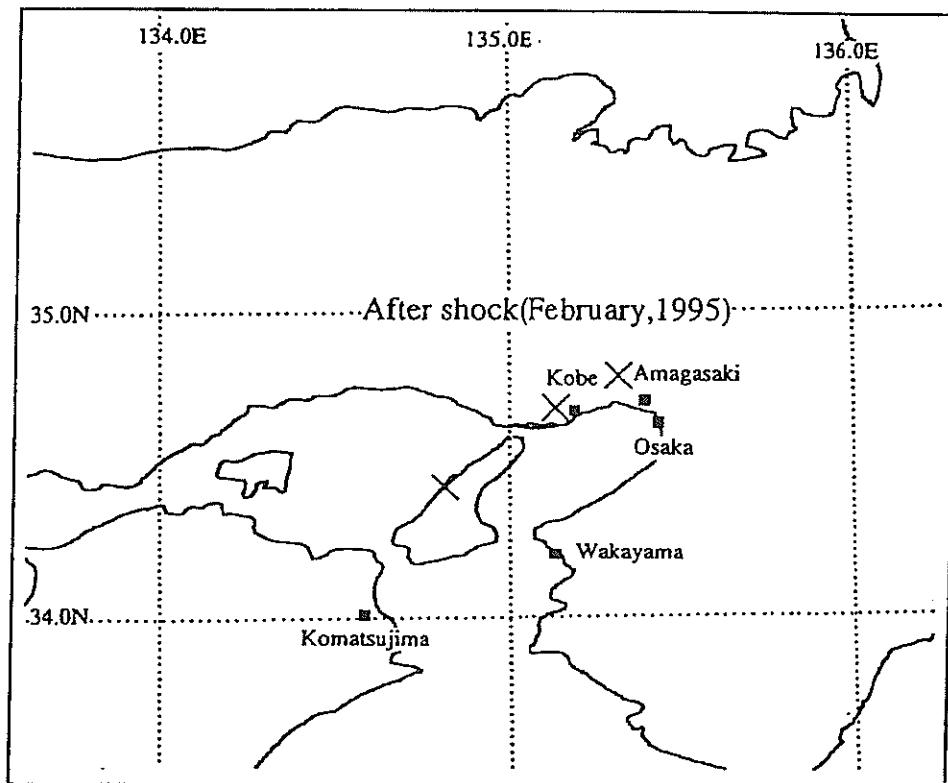 134.0E
135.0E
136.0E
35.0N
After shock(February,1995)
Kobe
Amagasaki
Osaka
Wakayama
34.0N
Komatsujima